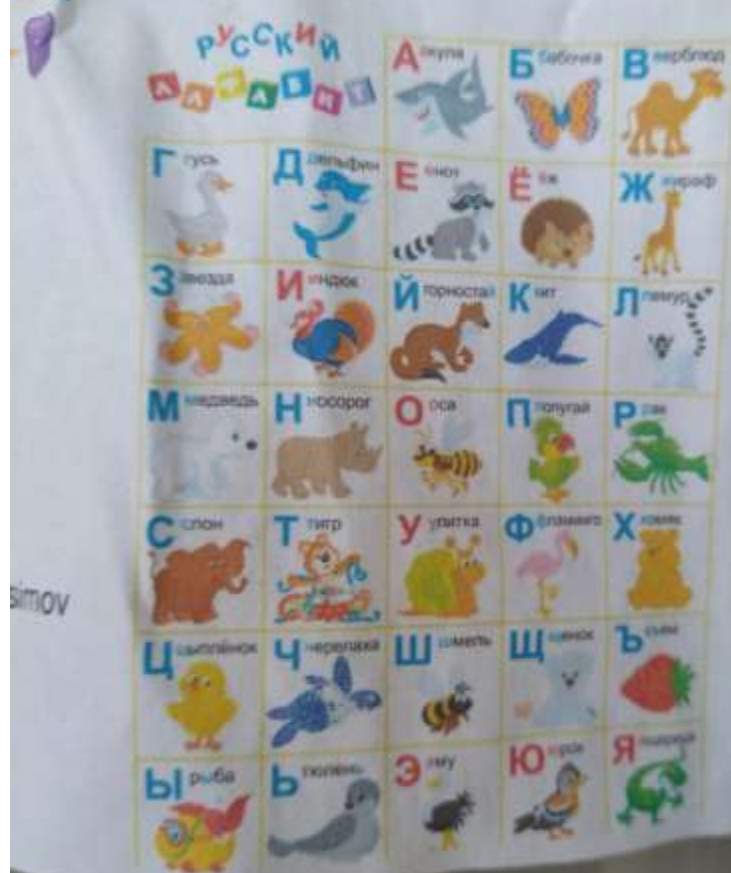 РУССКИЙ
АЛФАВИТ
А акула
Б бабочка
В верблюд
Г гусь
Д дельфин
Е енот
Ё ёж
Ж жираф
З звезда
И индюк
Й горностай
К кит
Л лемур
М медведь
Н носорог
О оса
П попугай
Р рак
С слон
Т тигр
У улитка
Ф фламинго
Х хомяк
Ц цыплёнок
Ч черепаха
Ш шмель
Щ щенок
Ъ съем
Ы рыба
Ь тюлень
Э эму
Ю юрок
Я ящерица
simov